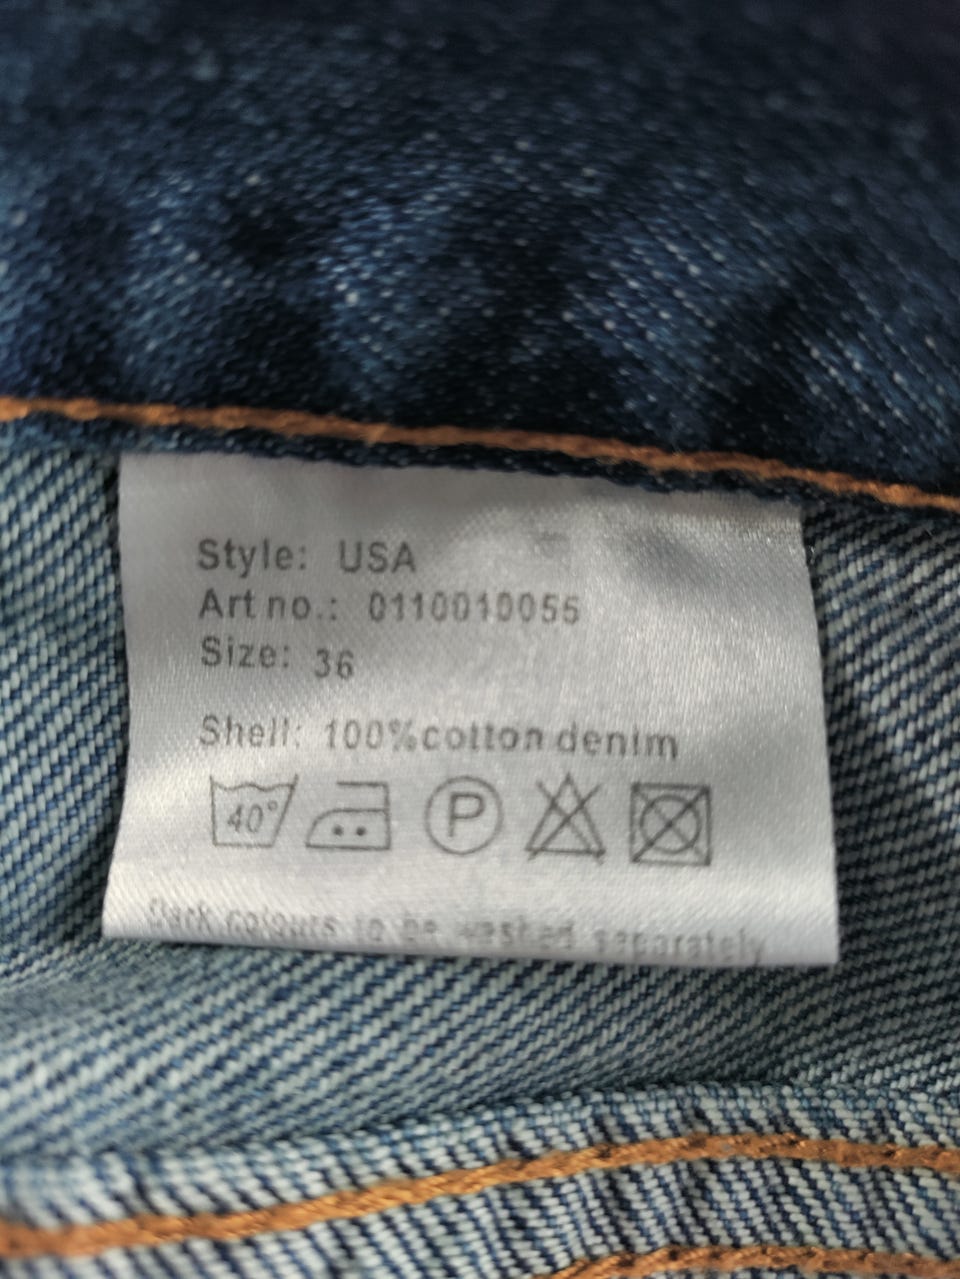 Style: USA
Art no.: 0110010055
Size: 36
Shell: 100%cotton denim
40°
P
Dark colours to be washed separately